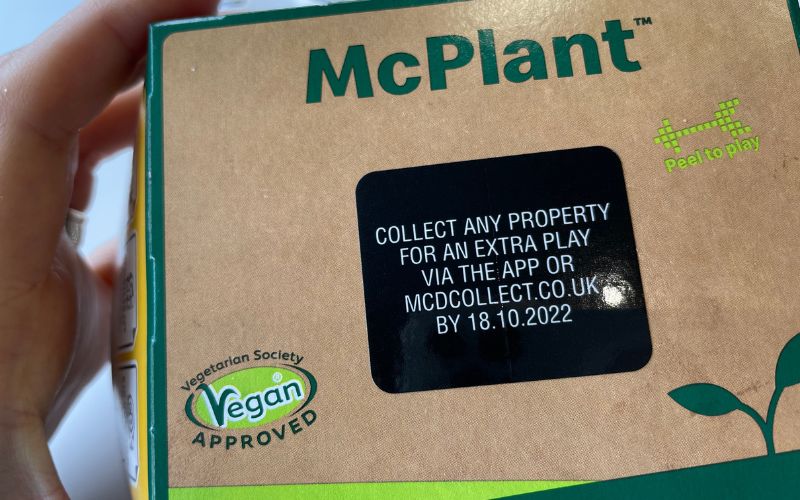 McPlant™
Peel to play
COLLECT ANY PROPERTY
FOR AN EXTRA PLAY
VIA THE APP OR
MCDCOLLECT.CO.UK
BY 18.10.2022
Vegetarian Society
Vegan®
APPROVED